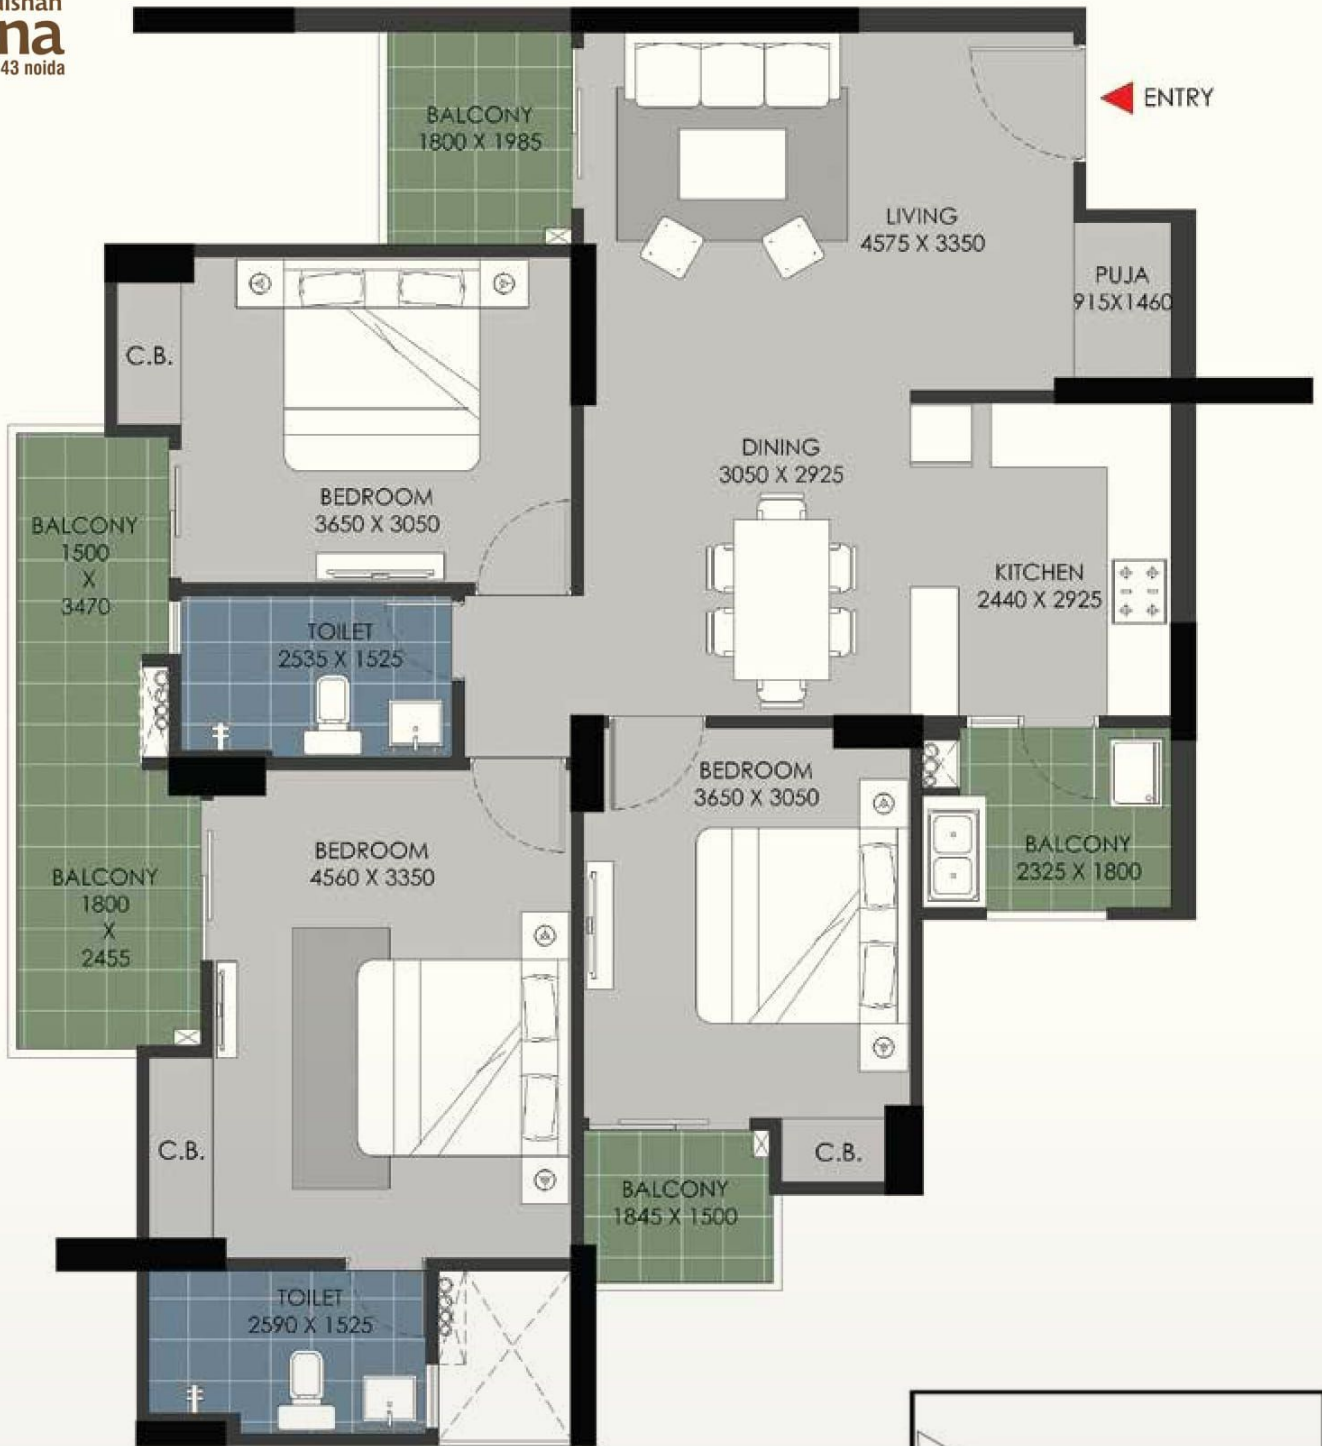 43 noida
BALCONY
1800 X 1985
ENTRY
LIVING
4575 X 3350
PUJA
915X1460
C.B.
BEDROOM
3650 X 3050
DINING
3050 X 2925
BALCONY
1500
X
3470
KITCHEN
2440 X 2925
TOILET
2535 X 1525
BEDROOM
3650 X 3050
BEDROOM
4560 X 3350
BALCONY
2325 X 1800
BALCONY
1800
X
2455
C.B.
C.B.
BALCONY
1845 X 1500
TOILET
2590 X 1525